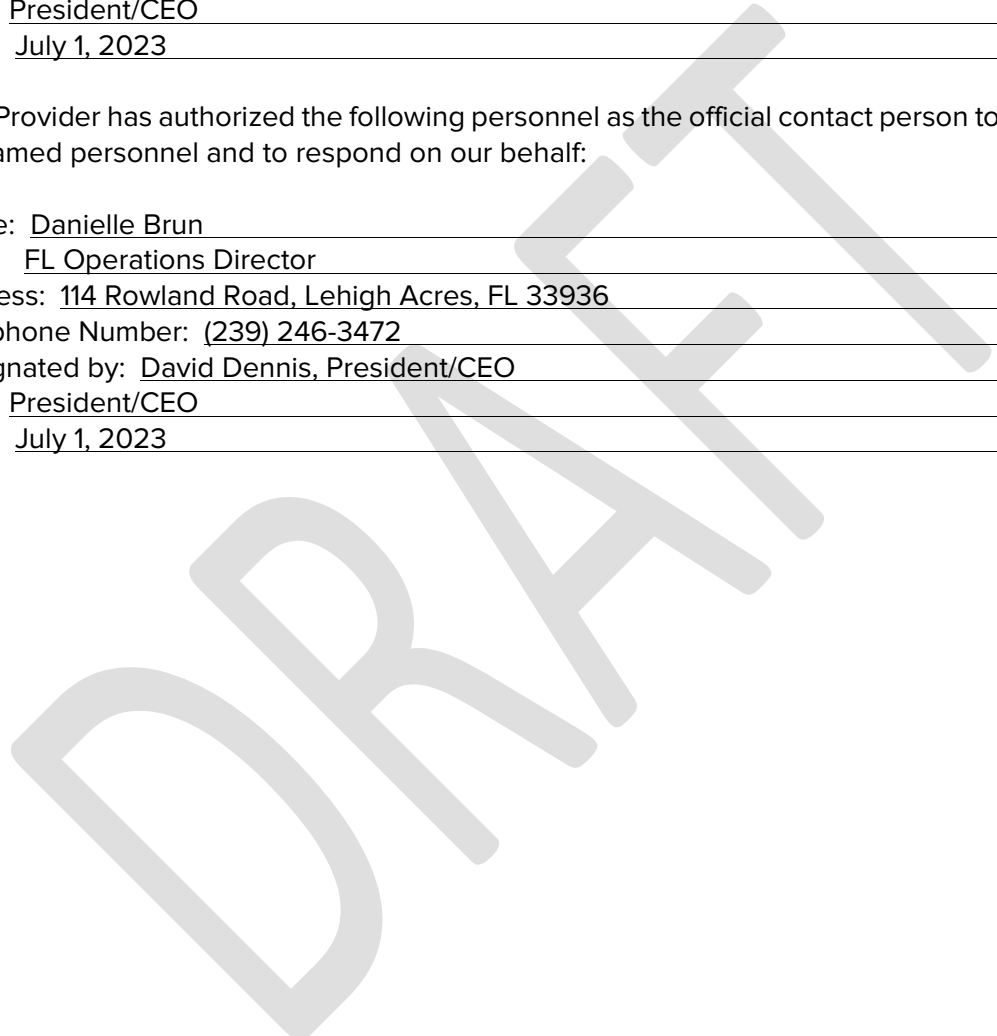 President/CEO
July 1, 2023
Provider has authorized the following personnel as the official contact person to
amed personnel and to respond on our behalf:
e: Danielle Brun
FL Operations Director
ess: 114 Rowland Road, Lehigh Acres, FL 33936
phone Number: (239) 246-3472
gnated by: David Dennis, President/CEO
President/CEO
July 1, 2023
DRAFT